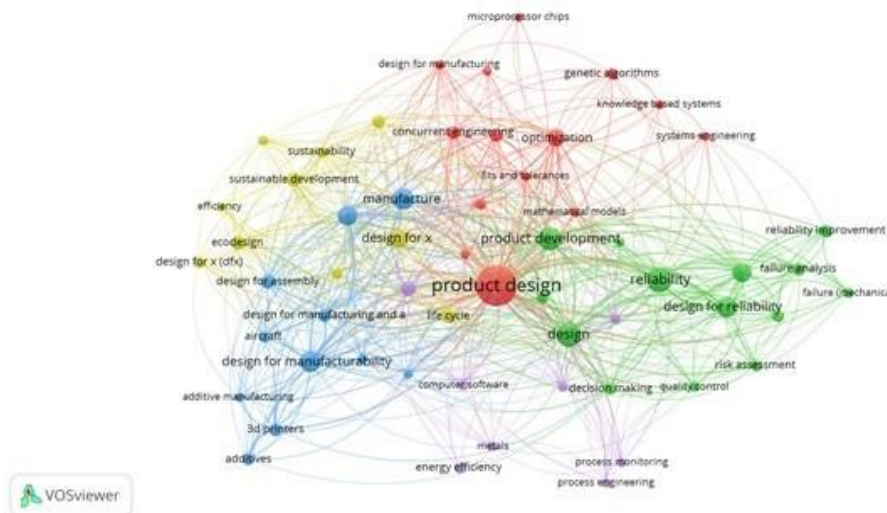 microprocessor chips
design for manufacturing
genetic algorithms
knowledge based systems
concurrent engineering
optimization
systems engineering
sustainability
fits and tolerances
sustainable development
manufacture
efficiency
mathematical models
reliability improvement
ecodesign
design for x
product development
design for x (dfx)
failure analysis
design for assembly
product design
reliability
failure (mechanical
design for manufacturing and a
life cycle
design for reliability
aircraft
design
design for manufacturability
risk assessment
computer software
decision making
quality control
additive manufacturing
3d printers
metals
additives
energy efficiency
process monitoring
process engineering
VOSviewer